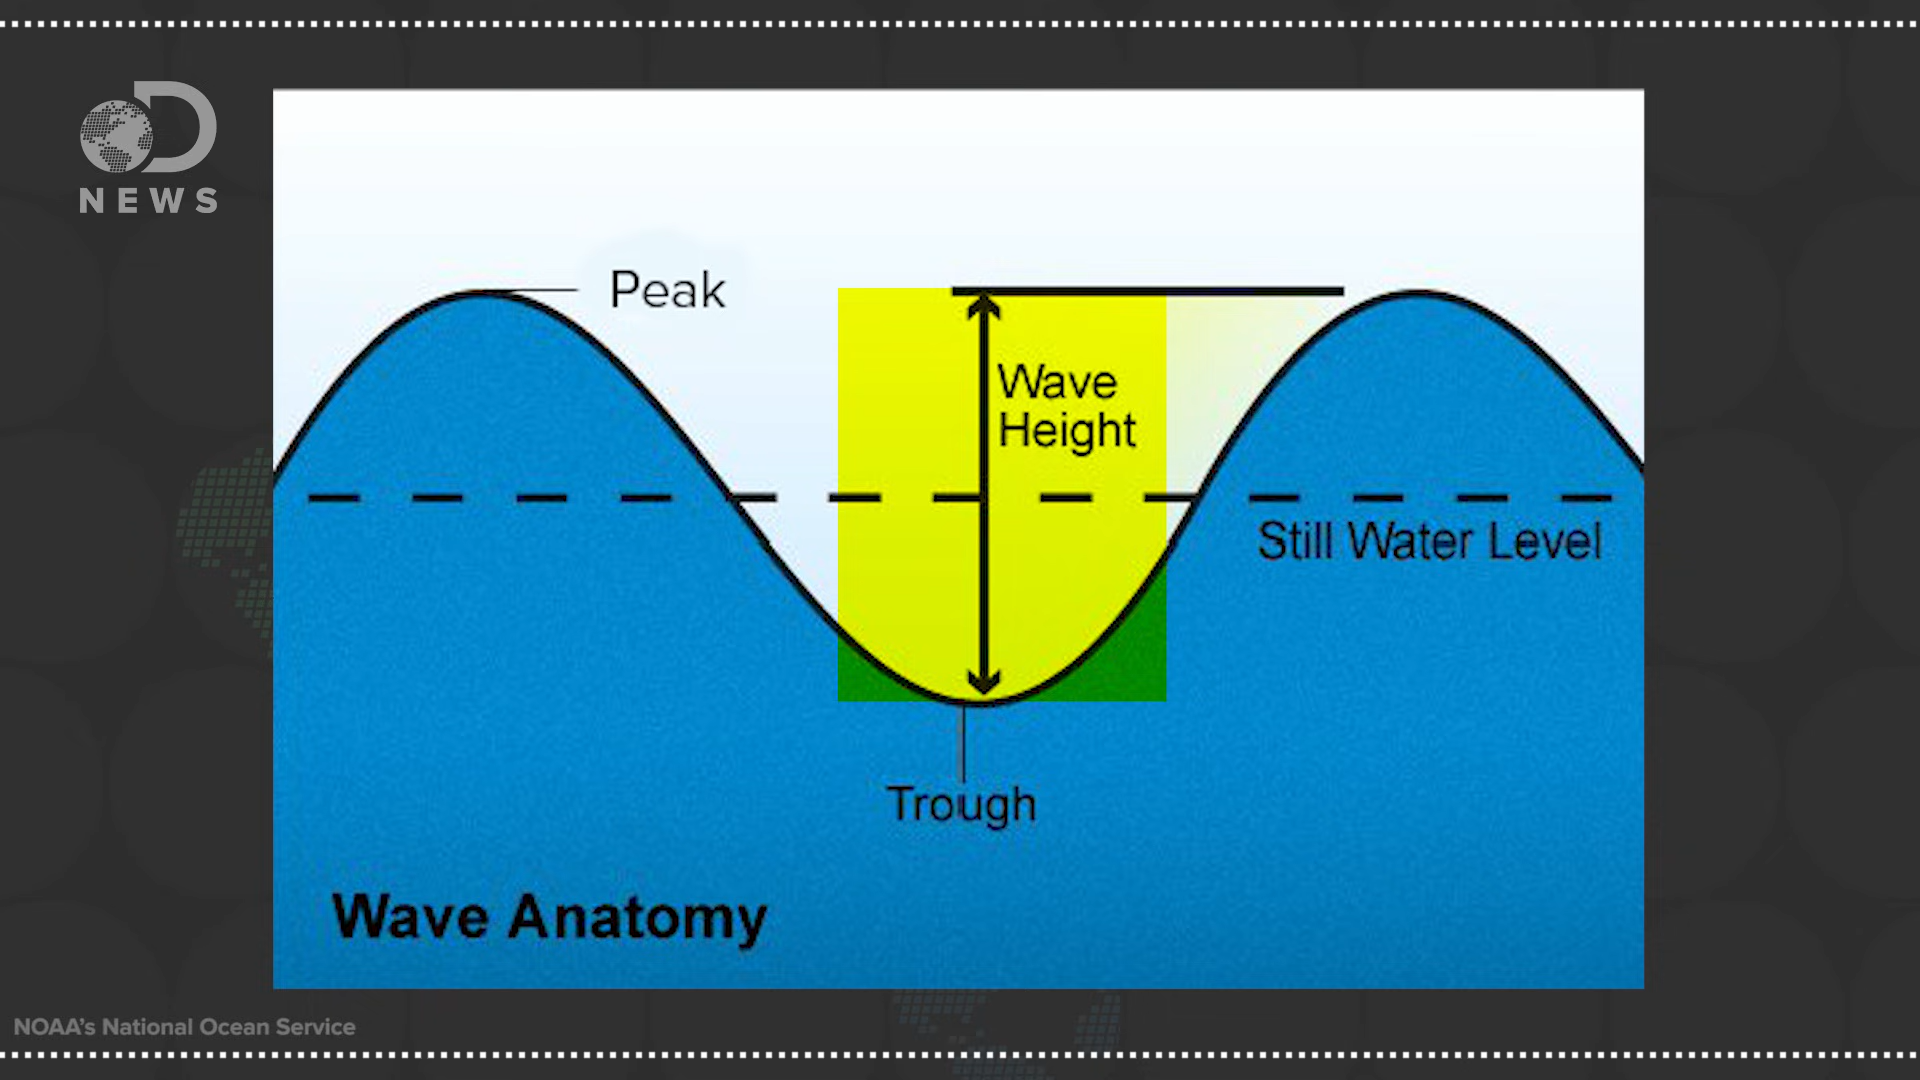 NEWS
Peak
Wave
Height
Still Water Level
Trough
Wave Anatomy
NOAA's National Ocean Service